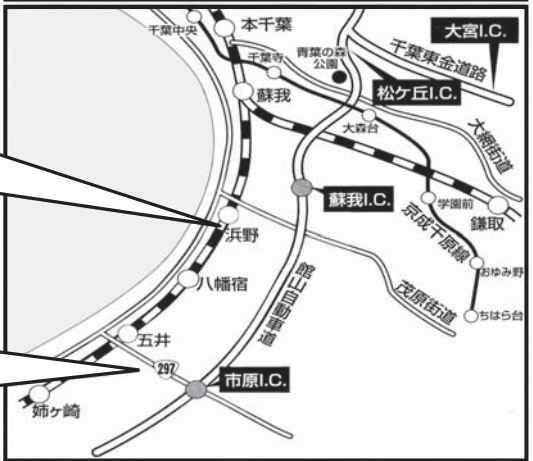 本千葉
千葉中央
大宮I.C.
千葉東金道路
千葉寺
青葉の森
公園
松ケ丘I.C.
蘇我
大森台
大網街道
蘇我I.C.
学園前
鎌取
京成千原線
浜野
おゆみ野
八幡宿
館山自動車道
茂原街道
ちはら台
五井
297
市原I.C.
姉ヶ崎